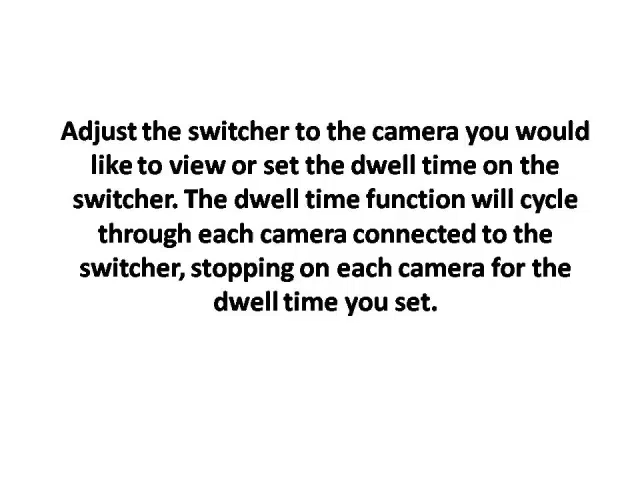 Adjust the switcher to the camera you would
like to view or set the dwell time on the
switcher. The dwell time function will cycle
through each camera connected to the
switcher, stopping on each camera for the
dwell time you set.